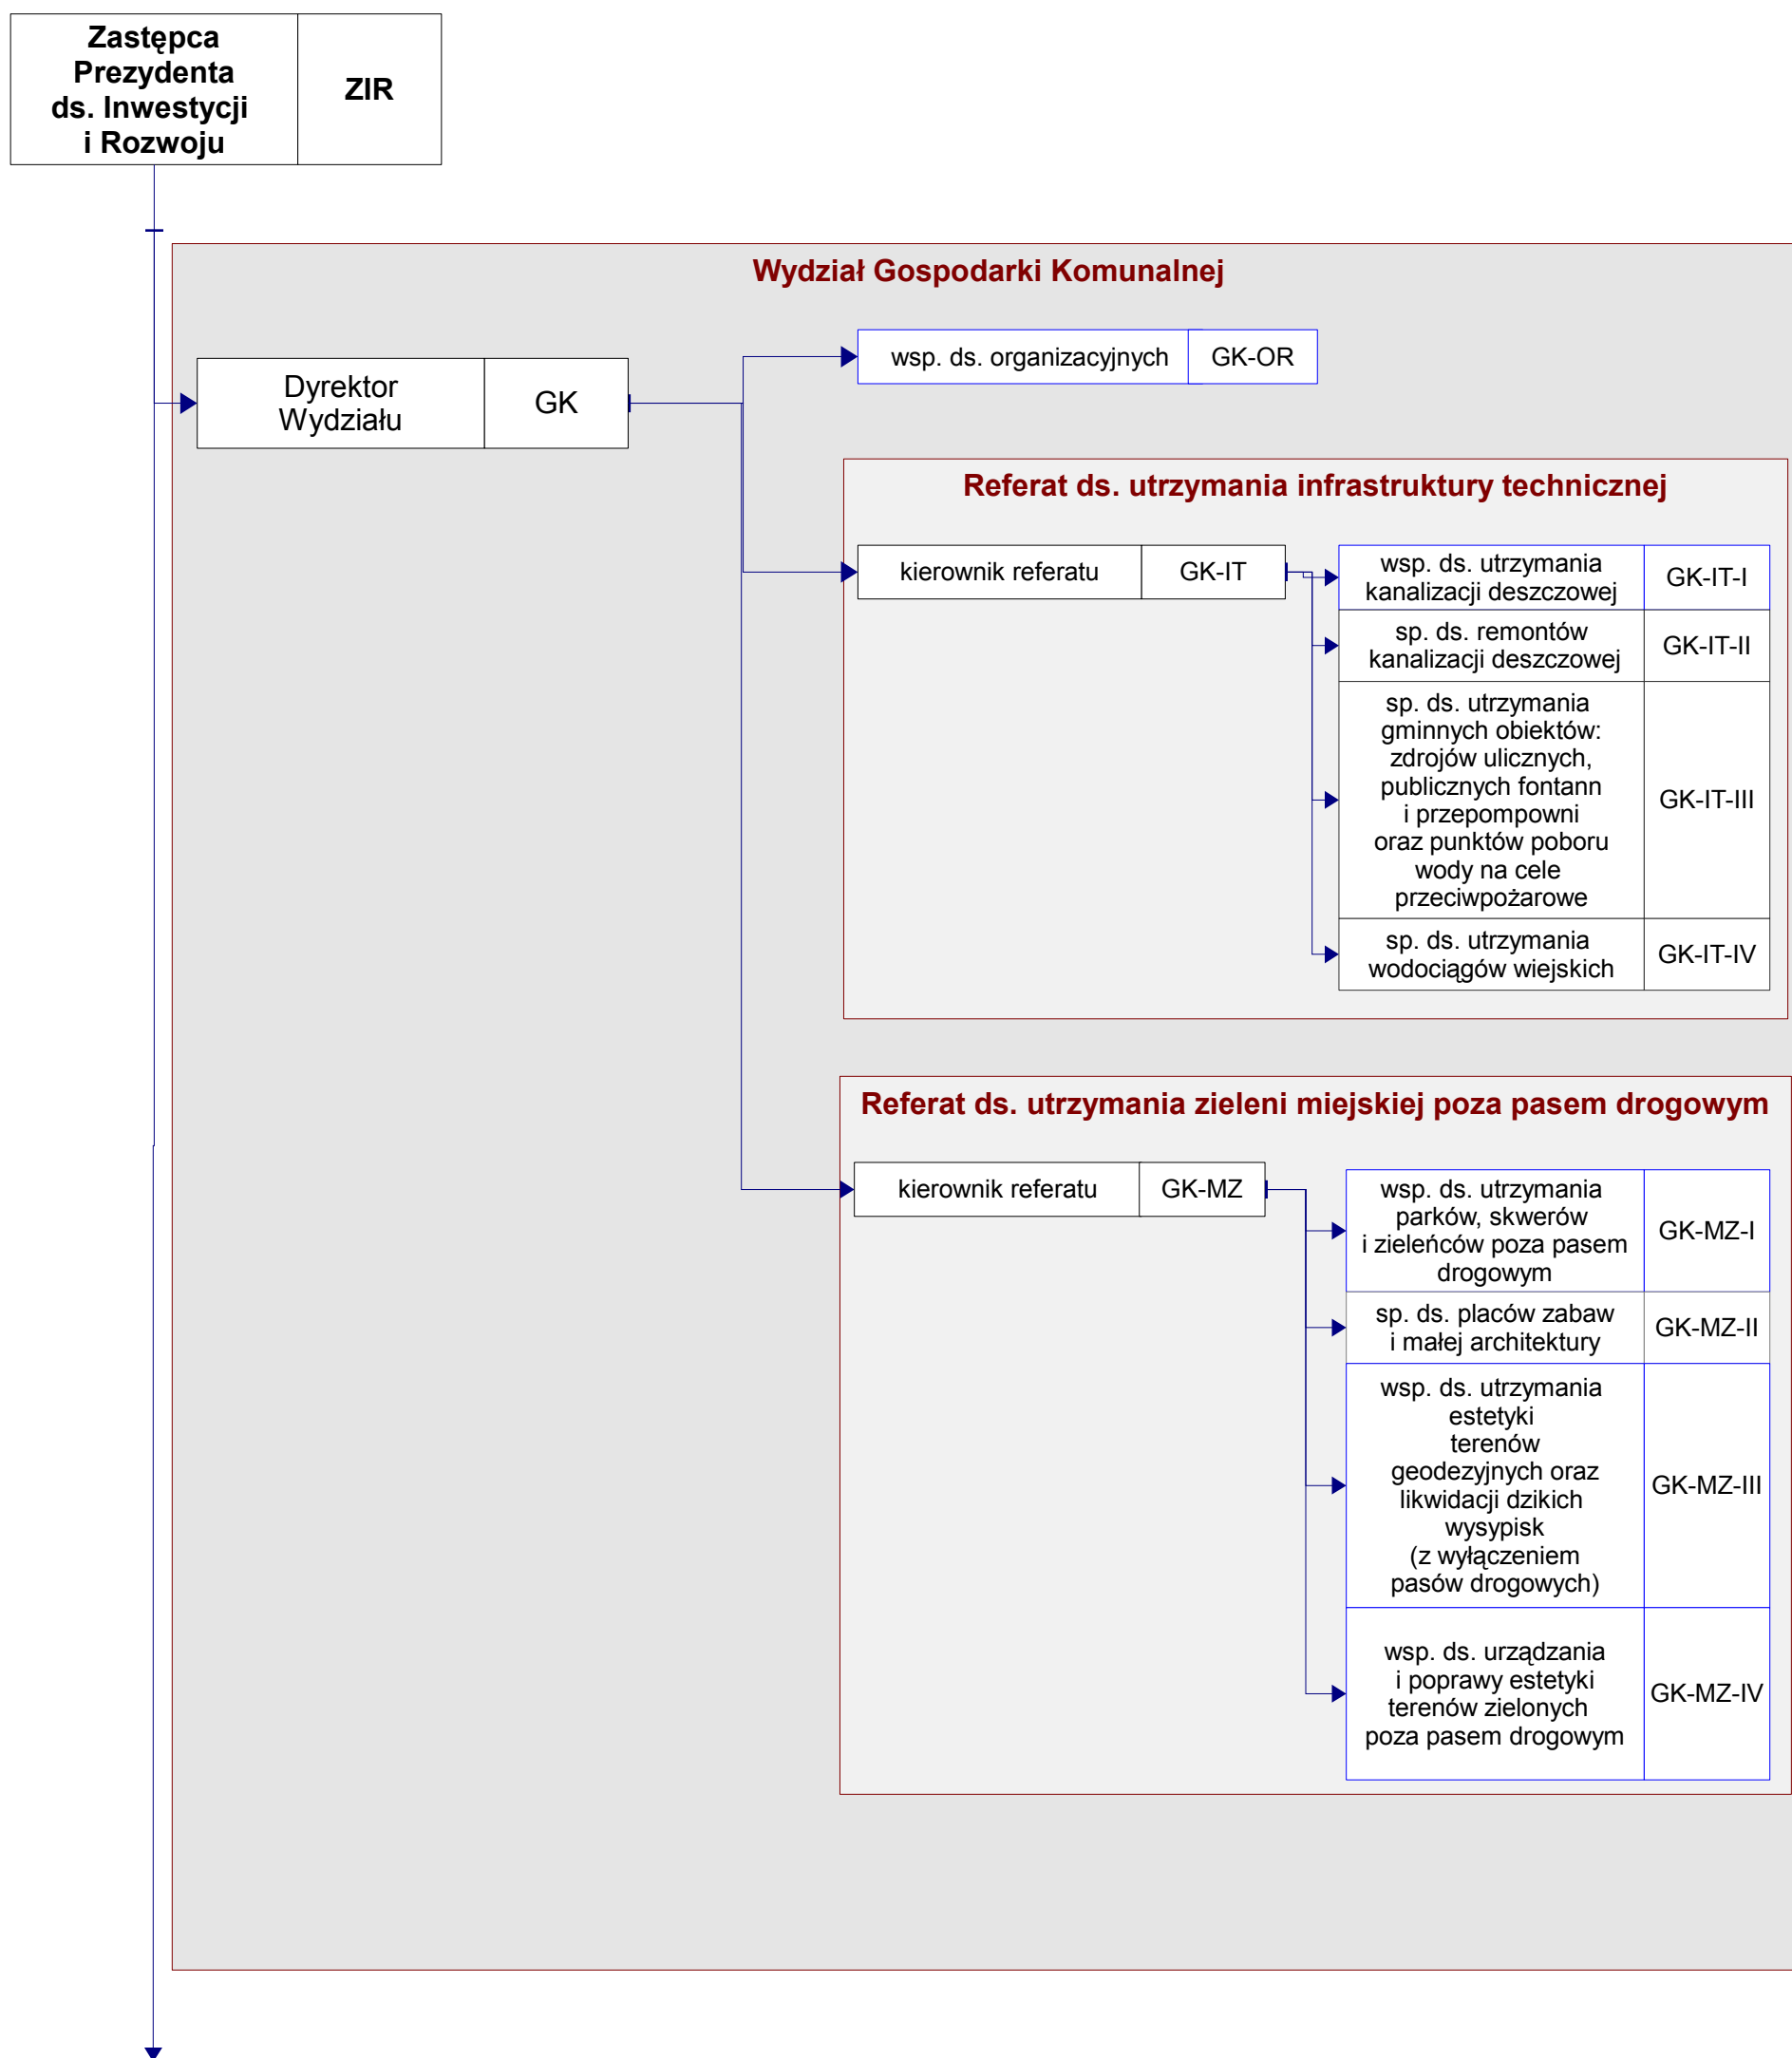 Zastępca
Prezydenta
ds. Inwestycji
i Rozwoju
ZIR
Wydział Gospodarki Komunalnej
Dyrektor
Wydziału
GK
wsp. ds. organizacyjnych
GK-OR
Referat ds. utrzymania infrastruktury technicznej
kierownik referatu
GK-IT
wsp. ds. utrzymania
kanalizacji deszczowej
GK-IT-I
sp. ds. remontów
kanalizacji deszczowej
GK-IT-II
sp. ds. utrzymania
gminnych obiektów:
zdrojów ulicznych,
publicznych fontann
i przepompowni
oraz punktów poboru
wody na cele
przeciwpożarowe
GK-IT-III
sp. ds. utrzymania
wodociągów wiejskich
GK-IT-IV
Referat ds. utrzymania zieleni miejskiej poza pasem drogowym
kierownik referatu
GK-MZ
wsp. ds. utrzymania
parków, skwerów
i zieleńców poza pasem
drogowym
GK-MZ-I
sp. ds. placów zabaw
i małej architektury
GK-MZ-II
wsp. ds. utrzymania
estetyki
terenów
geodezyjnych oraz
likwidacji dzikich
wysypisk
(z wyłączeniem
pasów drogowych)
GK-MZ-III
wsp. ds. urządzania
i poprawy estetyki
terenów zielonych
poza pasem drogowym
GK-MZ-IV